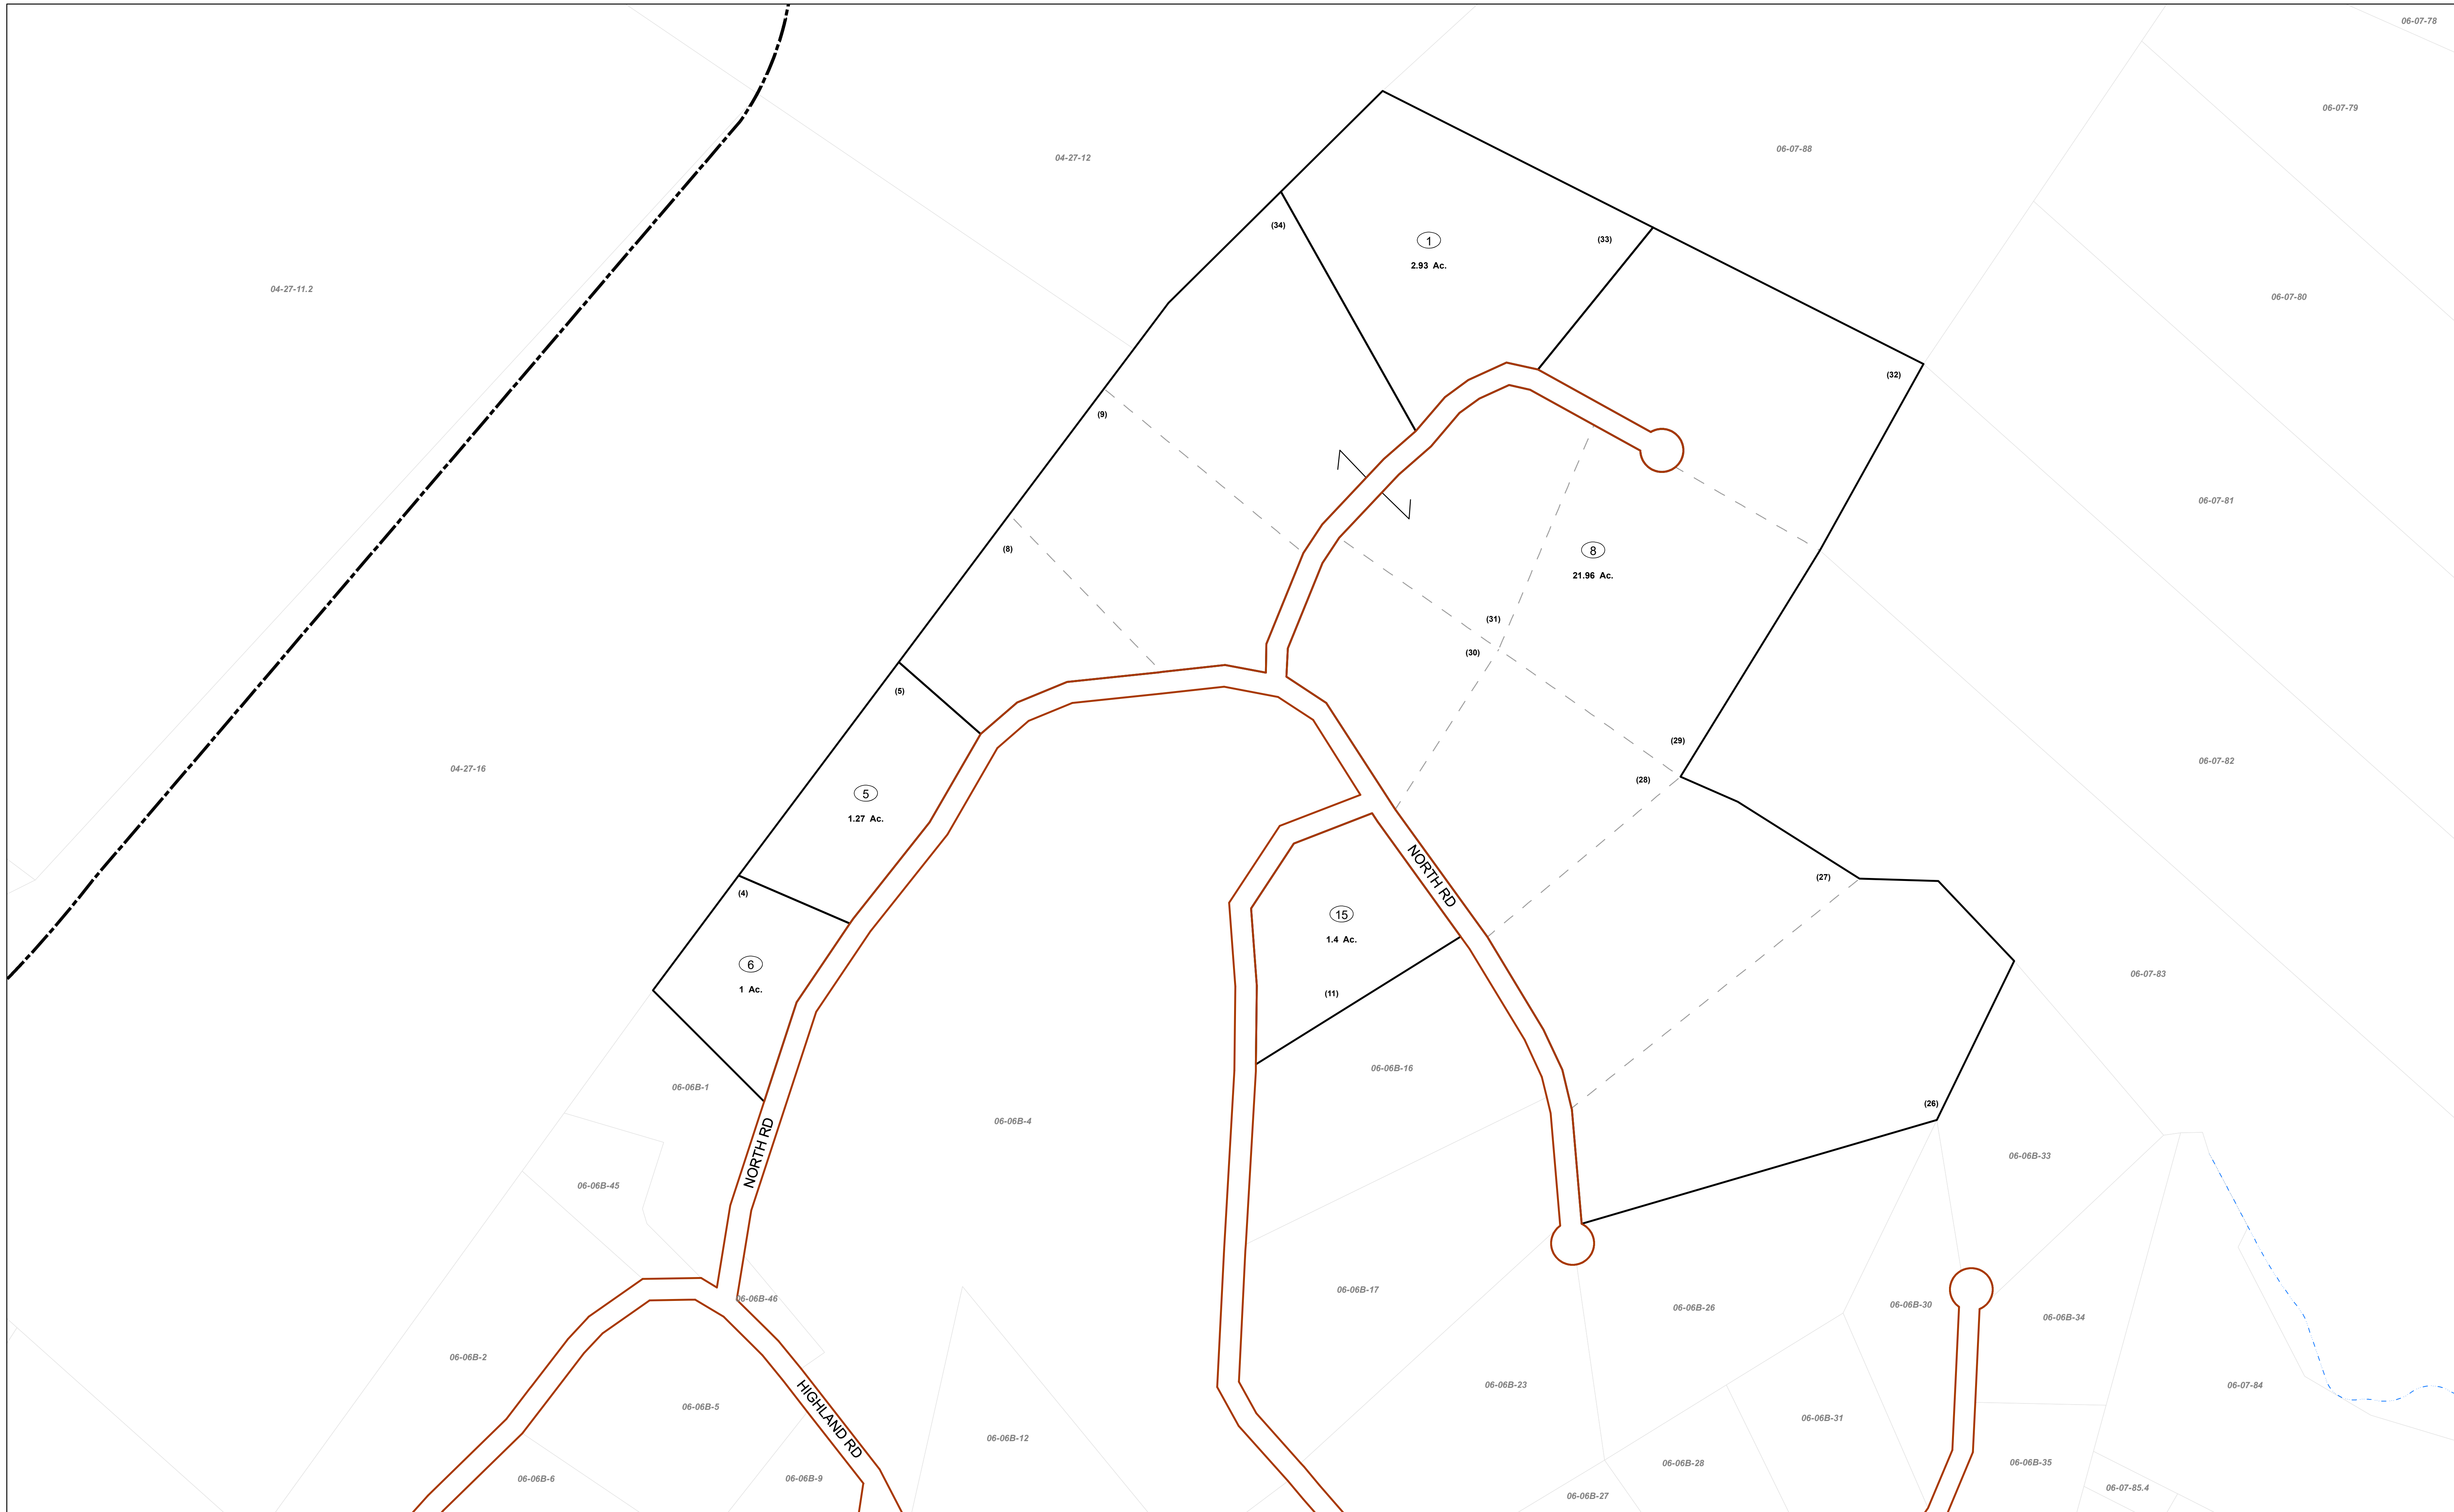 06-07-78
06-07-79
04-27-12
06-07-88
(34)
1
(33)
2.93 Ac.
04-27-11.2
06-07-80
(32)
(9)
06-07-81
(8)
8
21.96 Ac.
(31)
(30)
(5)
(29)
04-27-16
06-07-82
(28)
5
1.27 Ac.
NORTH RD
(27)
(4)
15
1.4 Ac.
6
1 Ac.
06-07-83
(11)
06-06B-16
06-06B-1
(26)
06-06B-4
NORTH RD
06-06B-33
06-06B-45
06-06B-17
06-06B-46
06-06B-26
06-06B-30
06-06B-34
06-06B-2
06-06B-23
06-07-84
06-06B-5
HIGHLAND RD
06-06B-31
06-06B-12
06-06B-28
06-06B-35
06-06B-6
06-06B-9
06-07-85.4
06-06B-27